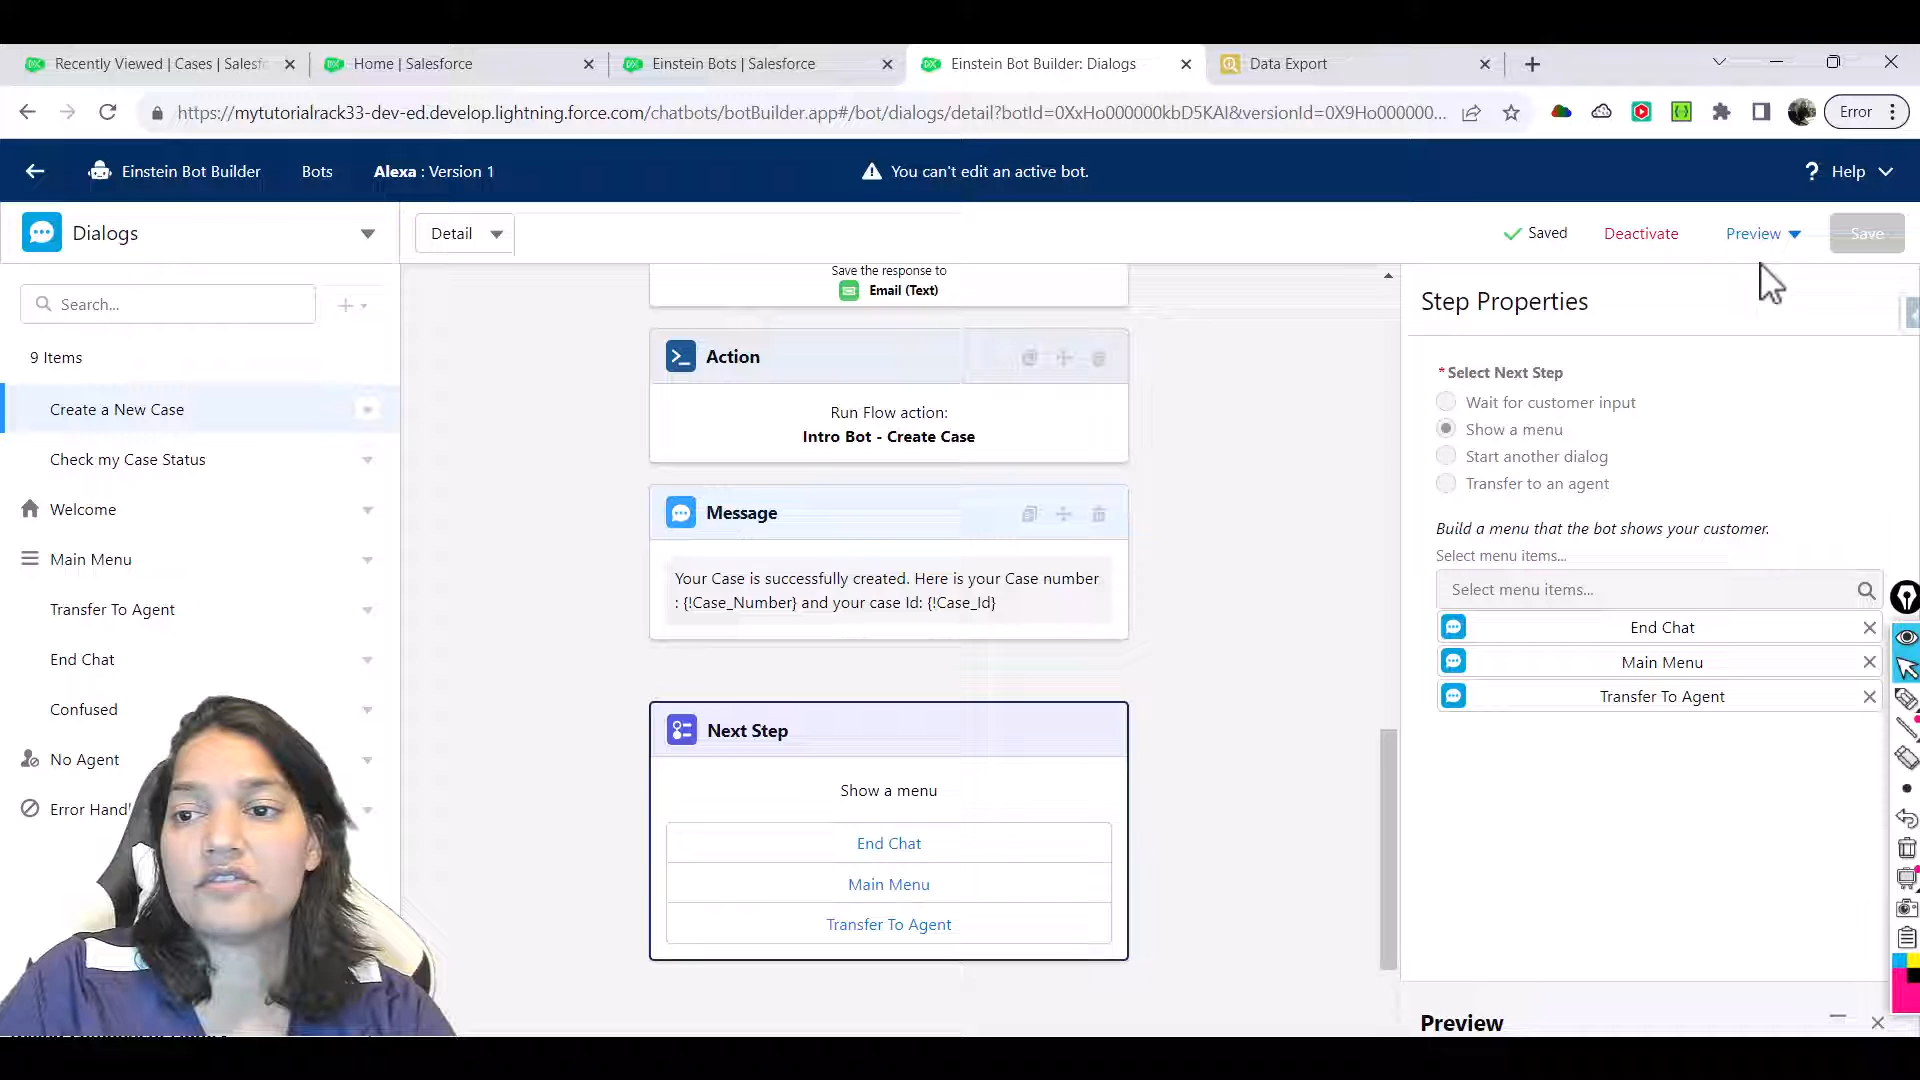 Recently Viewed | Cases | Salesf
Home | Salesforce
Einstein Bots | Salesforce
Einstein Bot Builder: Dialogs
Data Export
https://mytutorialrack33-dev-ed.develop.lightning.force.com/chatbots/botBuilder.app#/bot/dialogs/detail?botId=0XxHo000000kbD5KAI&versionId=0X9Ho000000...
Error
Einstein Bot Builder
Bots
Alexa : Version 1
You can't edit an active bot.
? Help
Dialogs
Detail
Saved
Deactivate
Preview
Save
Search...
9 Items
Create a New Case
Check my Case Status
Welcome
Main Menu
Transfer To Agent
End Chat
Confused
No Agent
Error Handl
Save the response to
Email (Text)
Action
Run Flow action:
Intro Bot - Create Case
Message
Your Case is successfully created. Here is your Case number
: {!Case_Number} and your case Id: {!Case_Id}
Next Step
Show a menu
End Chat
Main Menu
Transfer To Agent
Step Properties
* Select Next Step
Wait for customer input
Show a menu
Start another dialog
Transfer to an agent
Build a menu that the bot shows your customer.
Select menu items...
Select menu items...
End Chat
Main Menu
Transfer To Agent
Preview